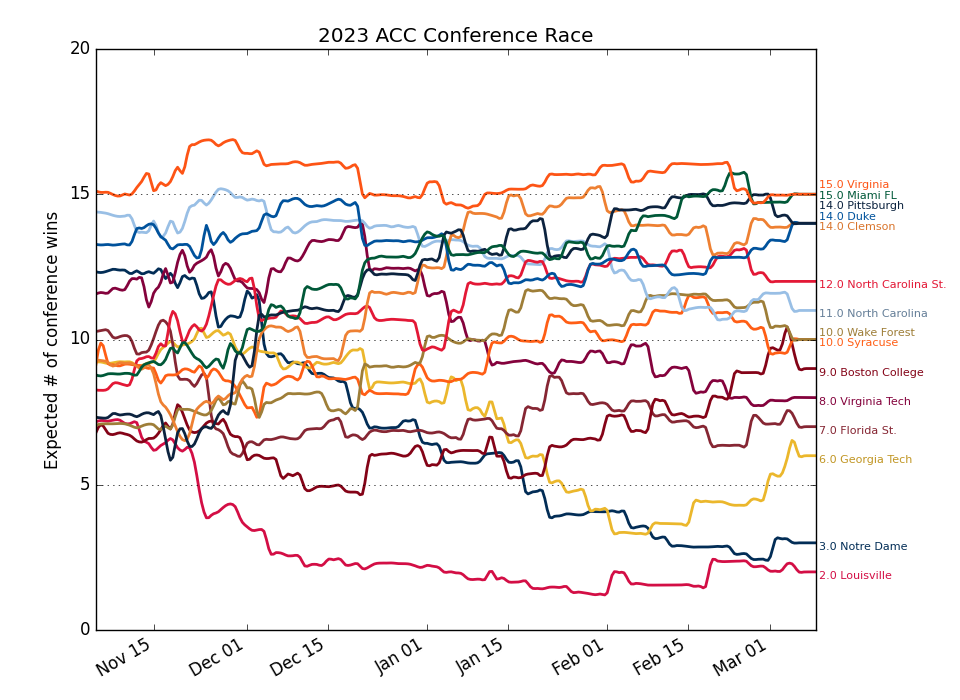 2023 ACC Conference Race
Expected # of conference wins
20
15
10
5
0
Nov 15
Dec 01
Dec 15
Jan 01
Jan 15
Feb 01
Feb 15
Mar 01
15.0 Virginia
15.0 Miami FL
14.0 Pittsburgh
14.0 Duke
14.0 Clemson
12.0 North Carolina St.
11.0 North Carolina
10.0 Wake Forest
10.0 Syracuse
9.0 Boston College
8.0 Virginia Tech
7.0 Florida St.
6.0 Georgia Tech
3.0 Notre Dame
2.0 Louisville